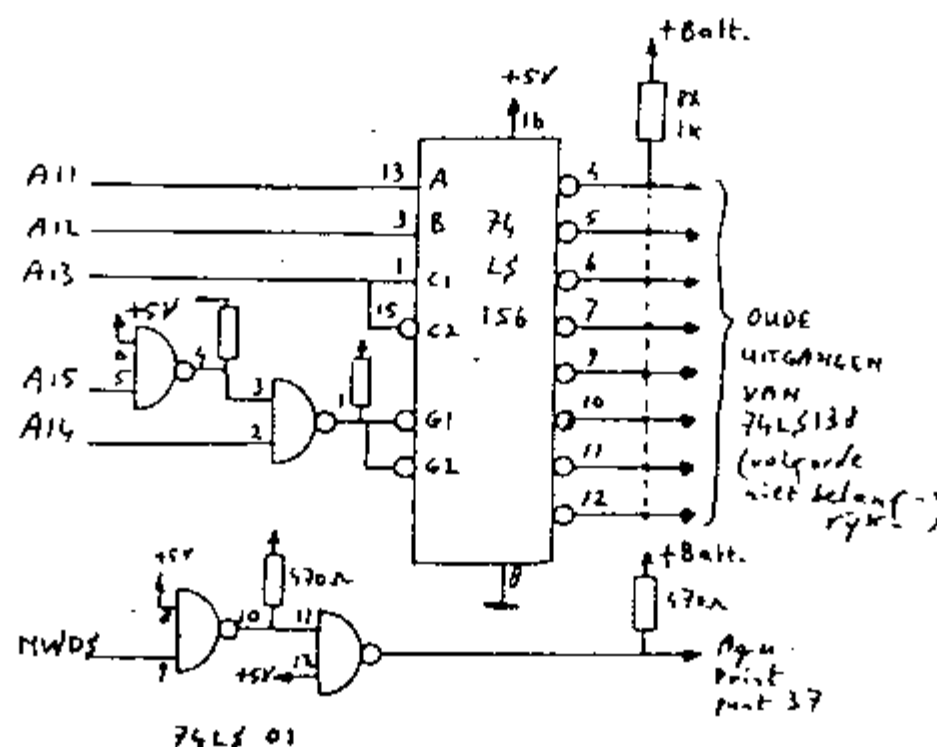 +Batt.
+5V
16
8x
1K
A11
13
A
4
A12
3
B
74
5
A13
1
C1
LS
6
15
C2
156
7
+5V
9
4
5
A15
3
1
G1
10
A14
2
G2
11
12
OUDE
UITGANGEN
VAN
74LS138
(volgorde
niet belang-
rijk-)
8
+5V
470Ω
+Batt.
470Ω
8
10
11
MWDS
9
12
+5V
Print
punt 37
74LS 01